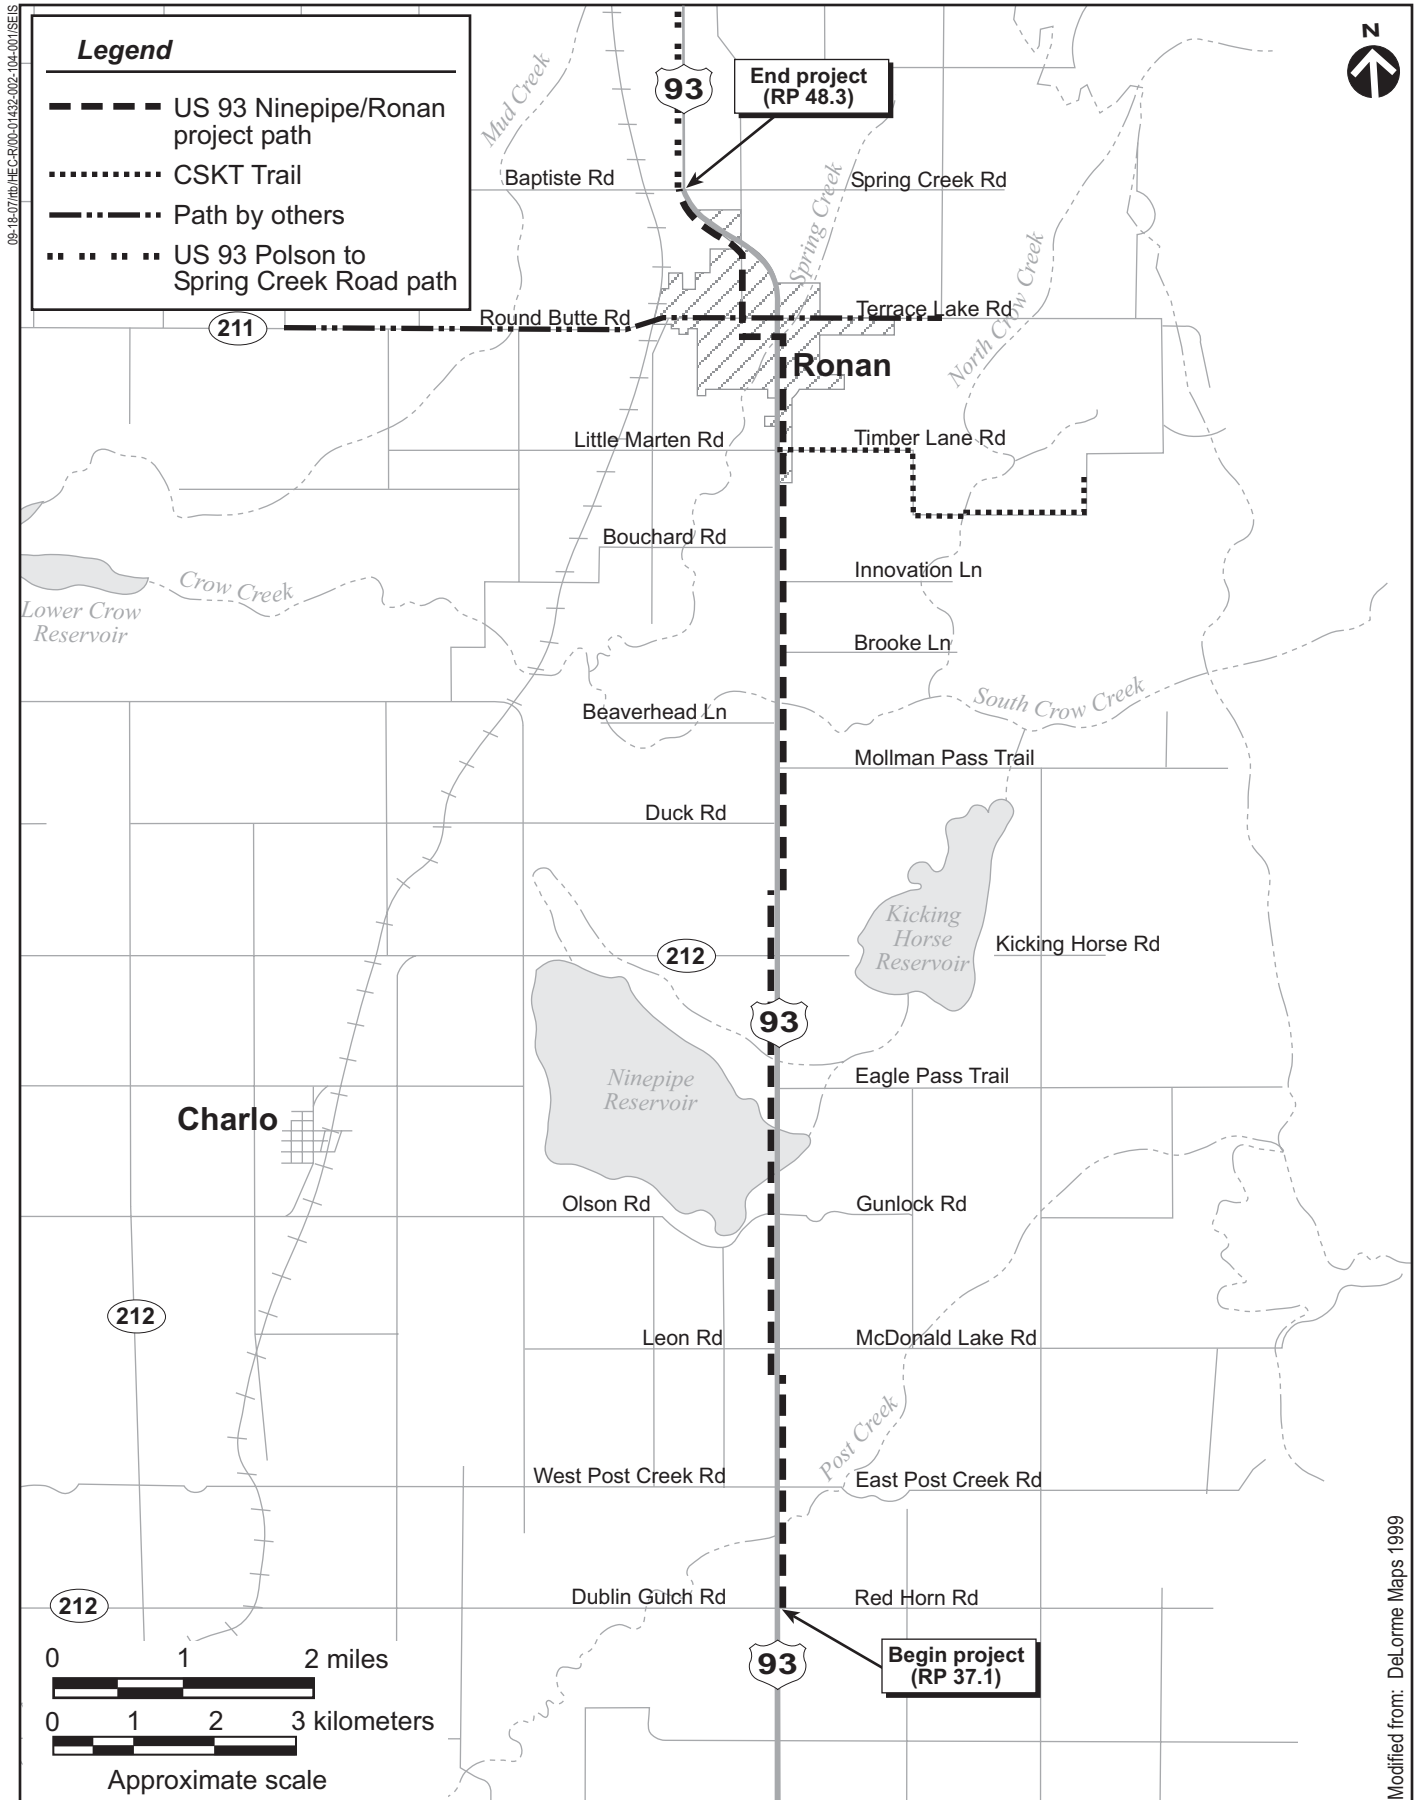 09-18-07/rtb/HEC-R/00-01432-002-104-001/SEIS
Legend
US 93 Ninepipe/Ronan
project path
CSKT Trail
Path by others
US 93 Polson to
Spring Creek Road path
N
93
End project
(RP 48.3)
Mud Creek
Baptiste Rd
Spring Creek Rd
Spring Creek
North Crow Creek
211
Round Butte Rd
Terrace Lake Rd
Ronan
Little Marten Rd
Timber Lane Rd
Bouchard Rd
Innovation Ln
Crow Creek
Lower Crow
Reservoir
Brooke Ln
South Crow Creek
Beaverhead Ln
Mollman Pass Trail
Duck Rd
Kicking
Horse
Reservoir
Kicking Horse Rd
212
93
Ninepipe
Reservoir
Eagle Pass Trail
Charlo
Olson Rd
Gunlock Rd
212
Leon Rd
McDonald Lake Rd
Post Creek
West Post Creek Rd
East Post Creek Rd
212
Dublin Gulch Rd
Red Horn Rd
93
Begin project
(RP 37.1)
0 1 2 miles
0 1 2 3 kilometers
Approximate scale
Modified from: DeLorme Maps 1999